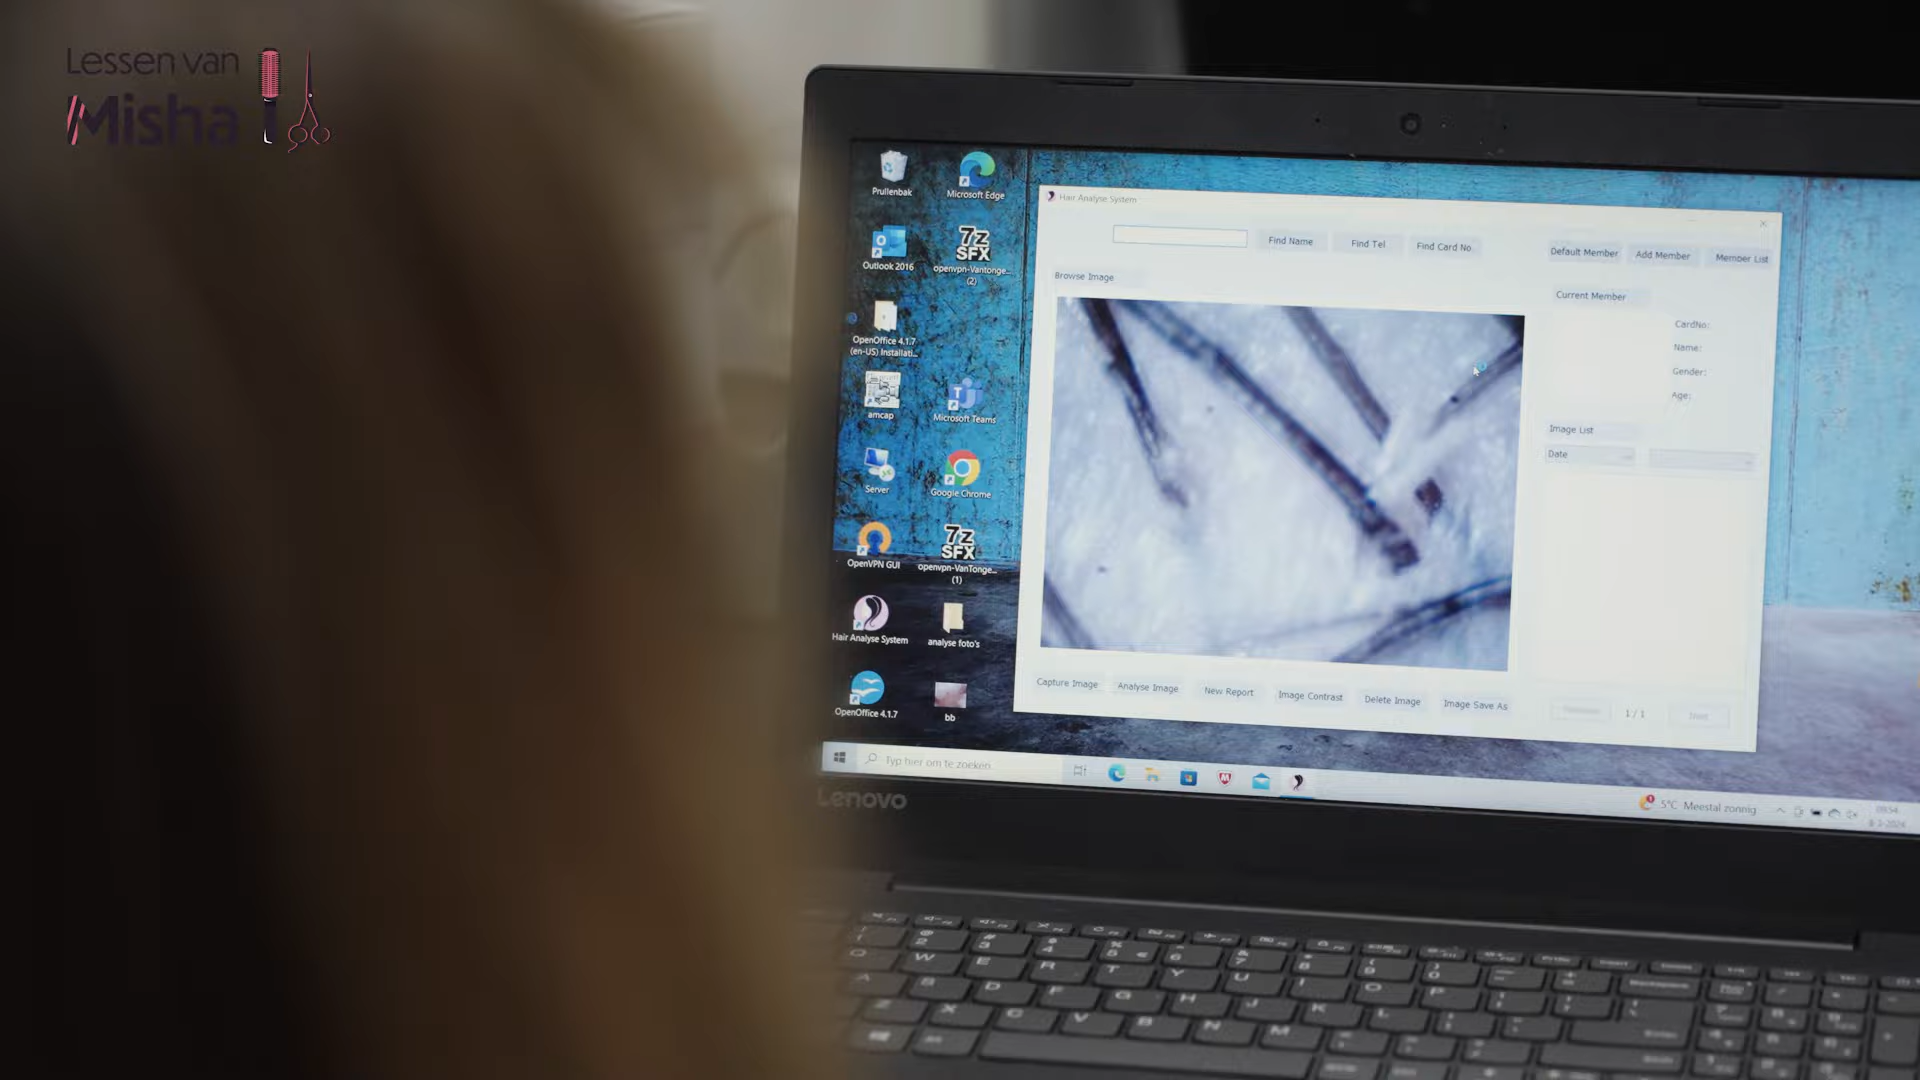 Lessen van
Misha
Prullenbak
Microsoft Edge
Outlook 2016
7z
SFX
openvpn-Vantonge...
(2)
OpenOffice 4.1.7
(en-US) Installati...
amcap
Microsoft Teams
Server
Google Chrome
OpenVPN GUI
7z
SFX
openvpn-VanTonge...
(1)
Hair Analyse System
analyse foto's
OpenOffice 4.1.7
bb
Hair Analyse System
Find Name
Find Tel
Find Card No
Default Member
Add Member
Member List
Browse Image
Current Member
CardNo:
Name:
Gender:
Age:
Image List
Date
Capture Image
Analyse Image
New Report
Image Contrast
Delete Image
Image Save As
1 / 1
Typ hier om te zoeken
5°C Meestal zonnig
Lenovo
W E R T Y U I O P
A S D F G H J K L
Z X C V B N M